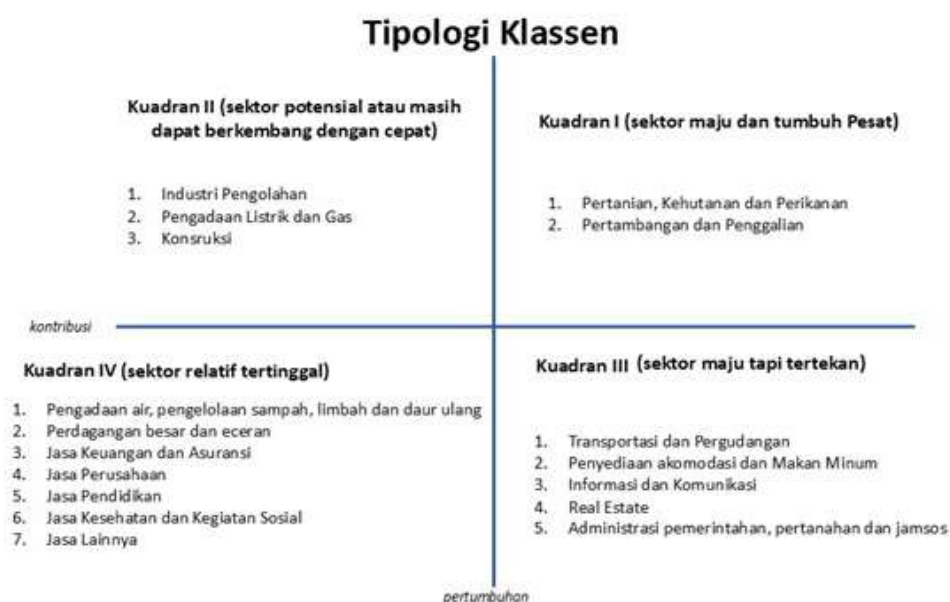 Tipologi Klassen
Kuadran II (sektor potensial atau masih
dapat berkembang dengan cepat)
1. Industri Pengolahan
2. Pengadaan Listrik dan Gas
3. Konsruksi
Kuadran I (sektor maju dan tumbuh Pesat)
1. Pertanian, Kehutanan dan Perikanan
2. Pertambangan dan Penggalian
kontribusi
Kuadran IV (sektor relatif tertinggal)
1. Pengadaan air, pengelolaan sampah, limbah dan daur ulang
2. Perdagangan besar dan eceran
3. Jasa Keuangan dan Asuransi
4. Jasa Perusahaan
5. Jasa Pendidikan
6. Jasa Kesehatan dan Kegiatan Sosial
7. Jasa Lainnya
Kuadran III (sektor maju tapi tertekan)
1. Transportasi dan Pergudangan
2. Penyediaan akomodasi dan Makan Minum
3. Informasi dan Komunikasi
4. Real Estate
5. Administrasi pemerintahan, pertanahan dan jamsos
pertumbuhan